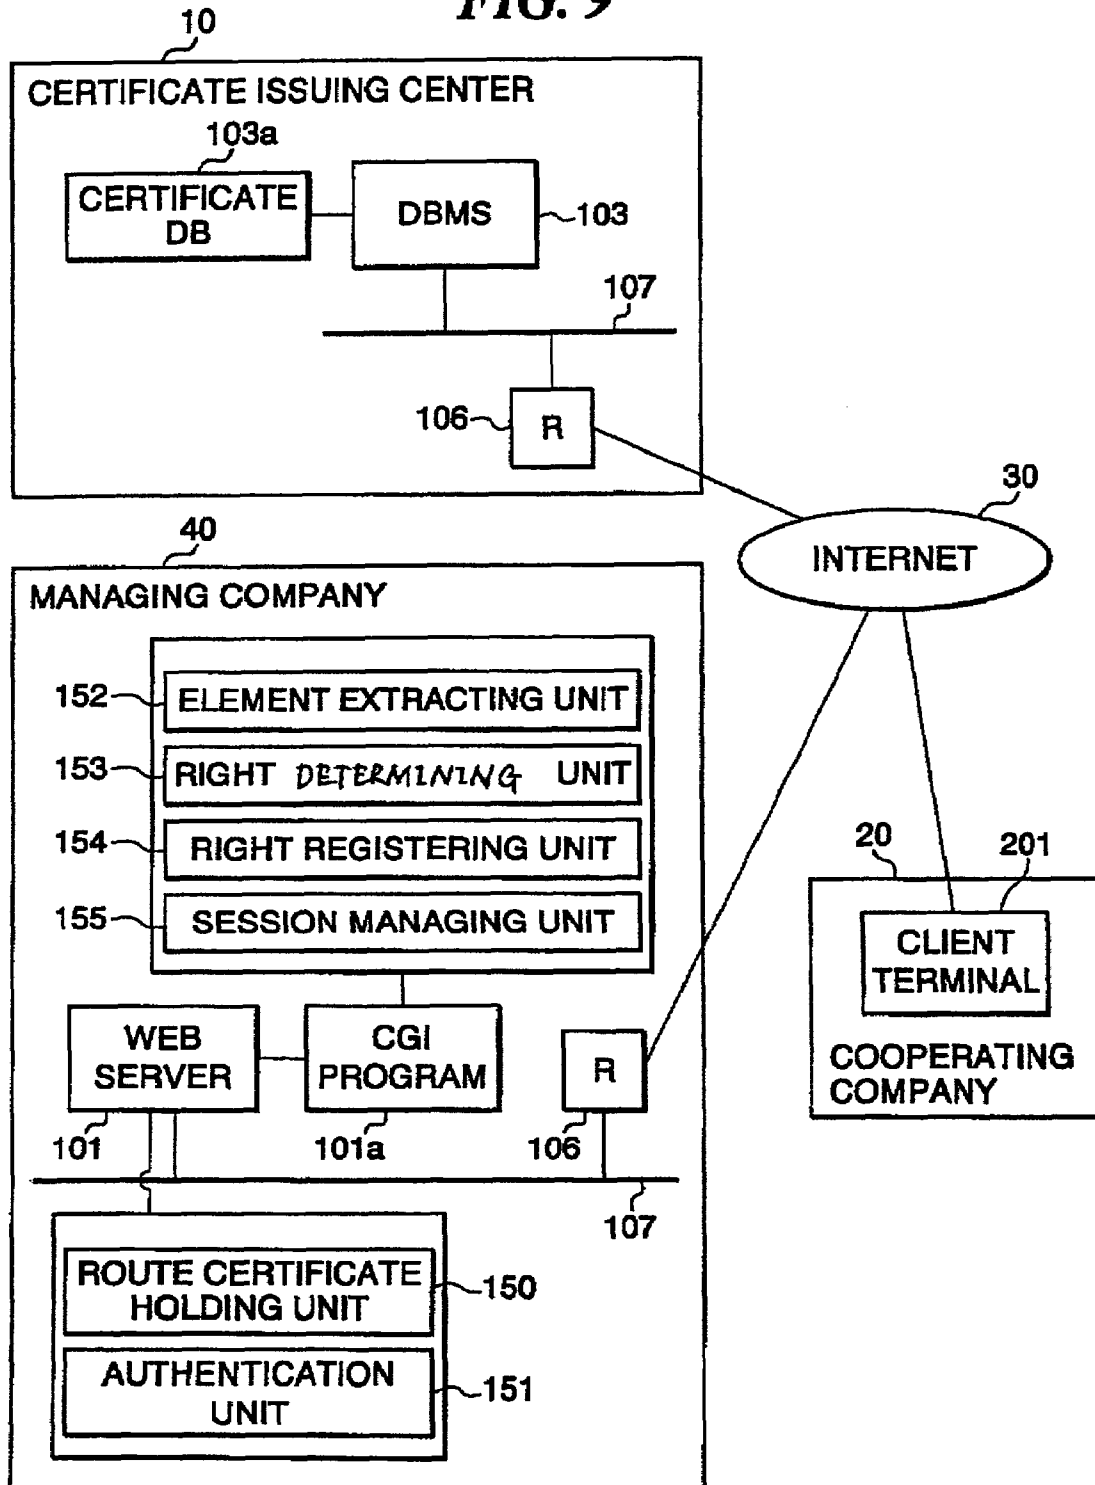 FIG. 9
10
CERTIFICATE ISSUING CENTER
103a
CERTIFICATE
DB
DBMS
103
107
106
R
30
INTERNET
40
MANAGING COMPANY
152
ELEMENT EXTRACTING UNIT
153
RIGHT DETERMINING UNIT
154
RIGHT REGISTERING UNIT
155
SESSION MANAGING UNIT
WEB
SERVER
101
CGI
PROGRAM
101a
R
106
107
ROUTE CERTIFICATE
HOLDING UNIT
150
AUTHENTICATION
UNIT
151
20
201
CLIENT
TERMINAL
COOPERATING
COMPANY